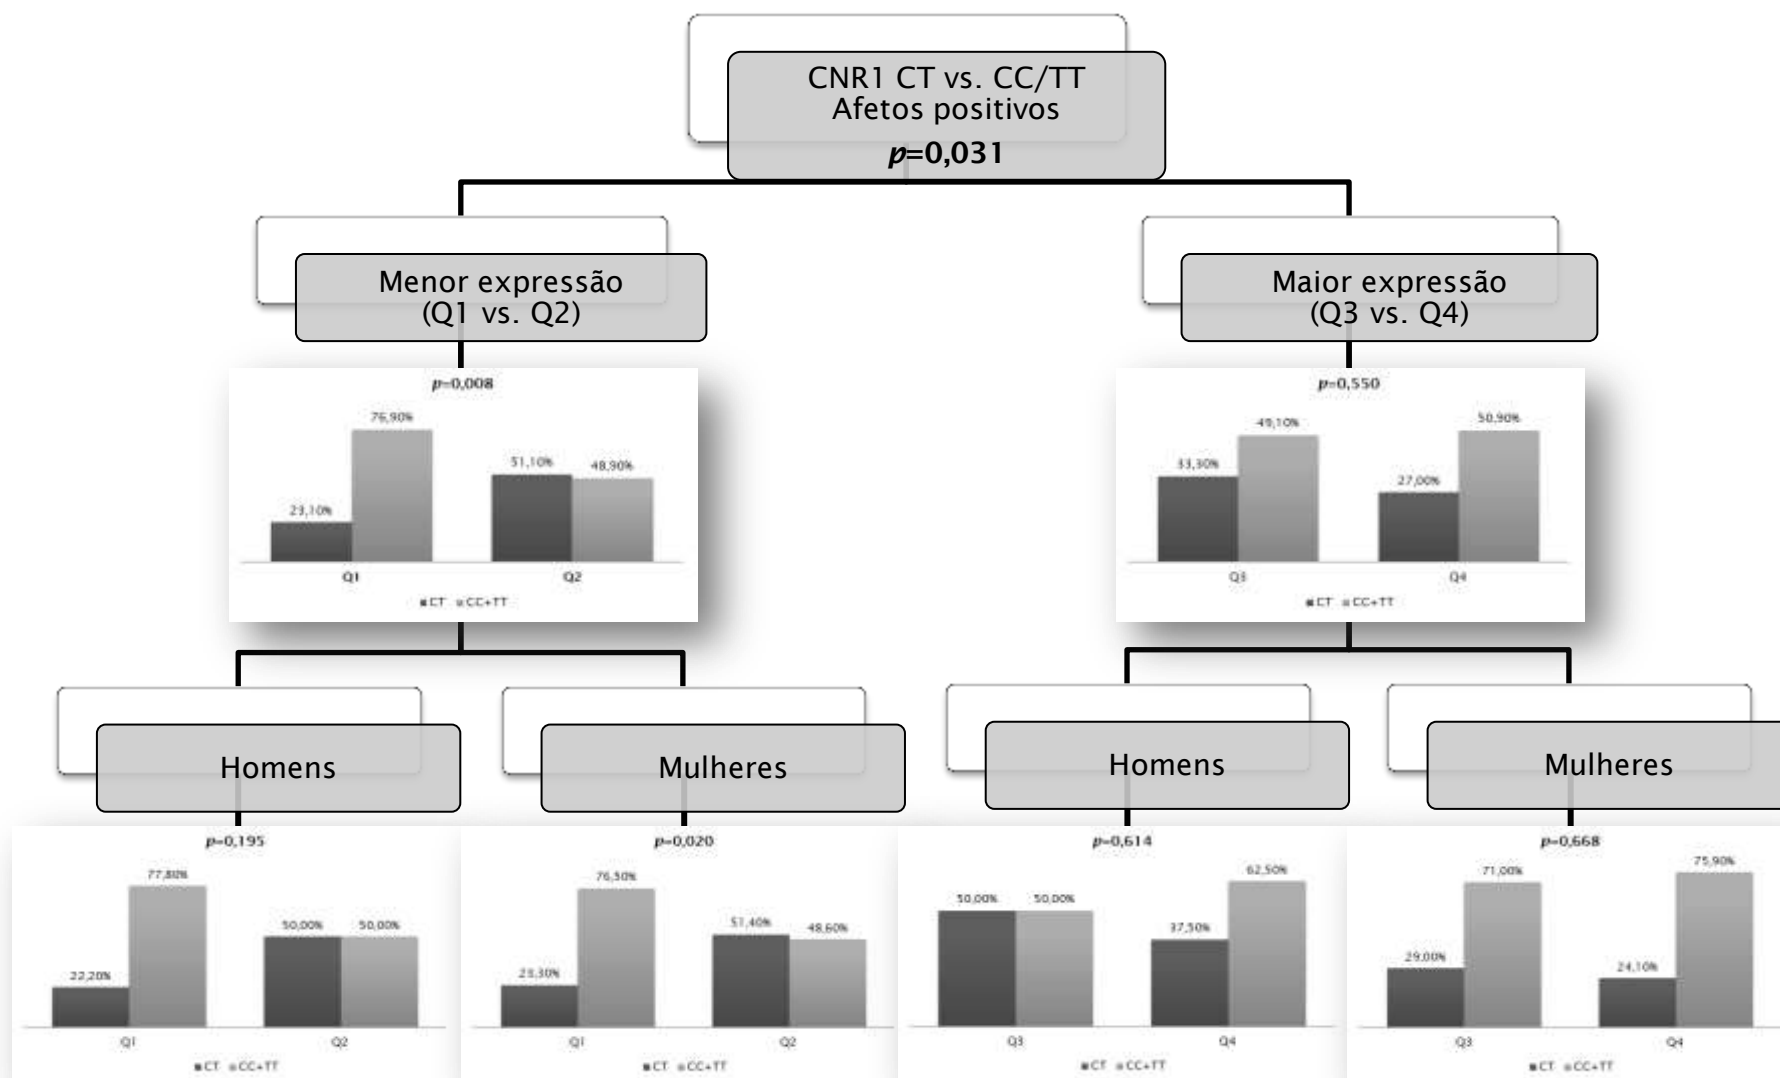 CNR1 CT vs. CC/TT
Afetos positivos
p=0,031
Menor expressão
(Q1 vs. Q2)
Maior expressão
(Q3 vs. Q4)
p=0,008
76,90%
51,10%
48,90%
23,10%
Q1
Q2
CT CC+TT
p=0,550
49,10%
50,90%
33,30%
27,00%
Q3
Q4
CT CC+TT
Homens
Mulheres
Homens
Mulheres
p=0,195
77,80%
50,00% 50,00%
22,20%
Q1
Q2
CT CC+TT
p=0,020
76,50%
51,40%
48,60%
23,30%
Q1
Q2
CT CC+TT
p=0,614
62,50%
50,00% 50,00%
37,50%
Q3
Q4
CT CC+TT
p=0,668
75,90%
71,00%
29,00%
24,10%
Q3
Q4
CT CC+TT